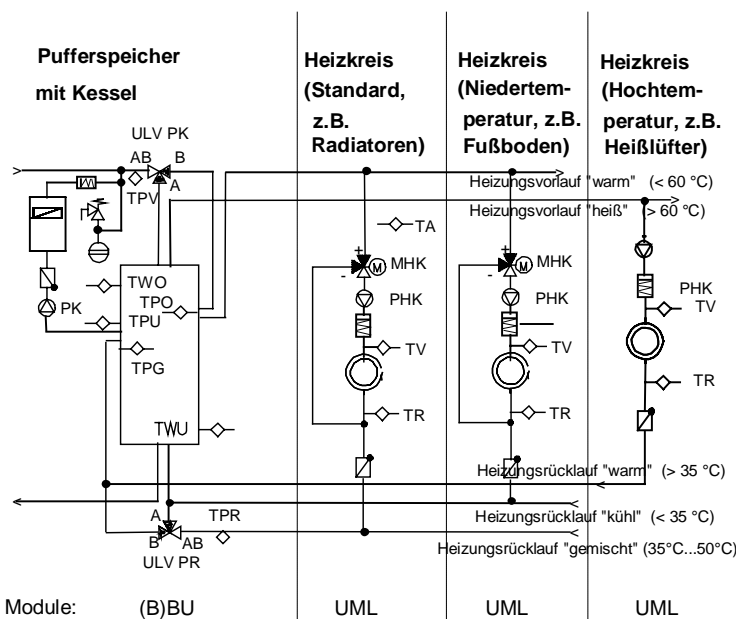 Pufferspeicher
mit Kessel
Heizkreis
(Standard,
z.B.
Radiatoren)
Heizkreis
(Niedertem-
peratur, z.B.
Fußboden)
Heizkreis
(Hochtem-
peratur, z.B.
Heißlüfter)
ULV PK
AB
B
A
TPV
Heizungsvorlauf "warm" (< 60 °C)
Heizungsvorlauf "heiß" (> 60 °C)
TA
+
-
M
MHK
PHK
TV
TR
+
-
M
MHK
PHK
TV
TR
PHK
TV
TR
TWO
TPO
PK
TPU
TPG
TWU
Heizungsrücklauf "warm" (> 35 °C)
A
B
AB
TPR
ULV PR
Heizungsrücklauf "kühl" (< 35 °C)
Heizungsrücklauf "gemischt" (35°C...50°C)
Module:
(B)BU
UML
UML
UML